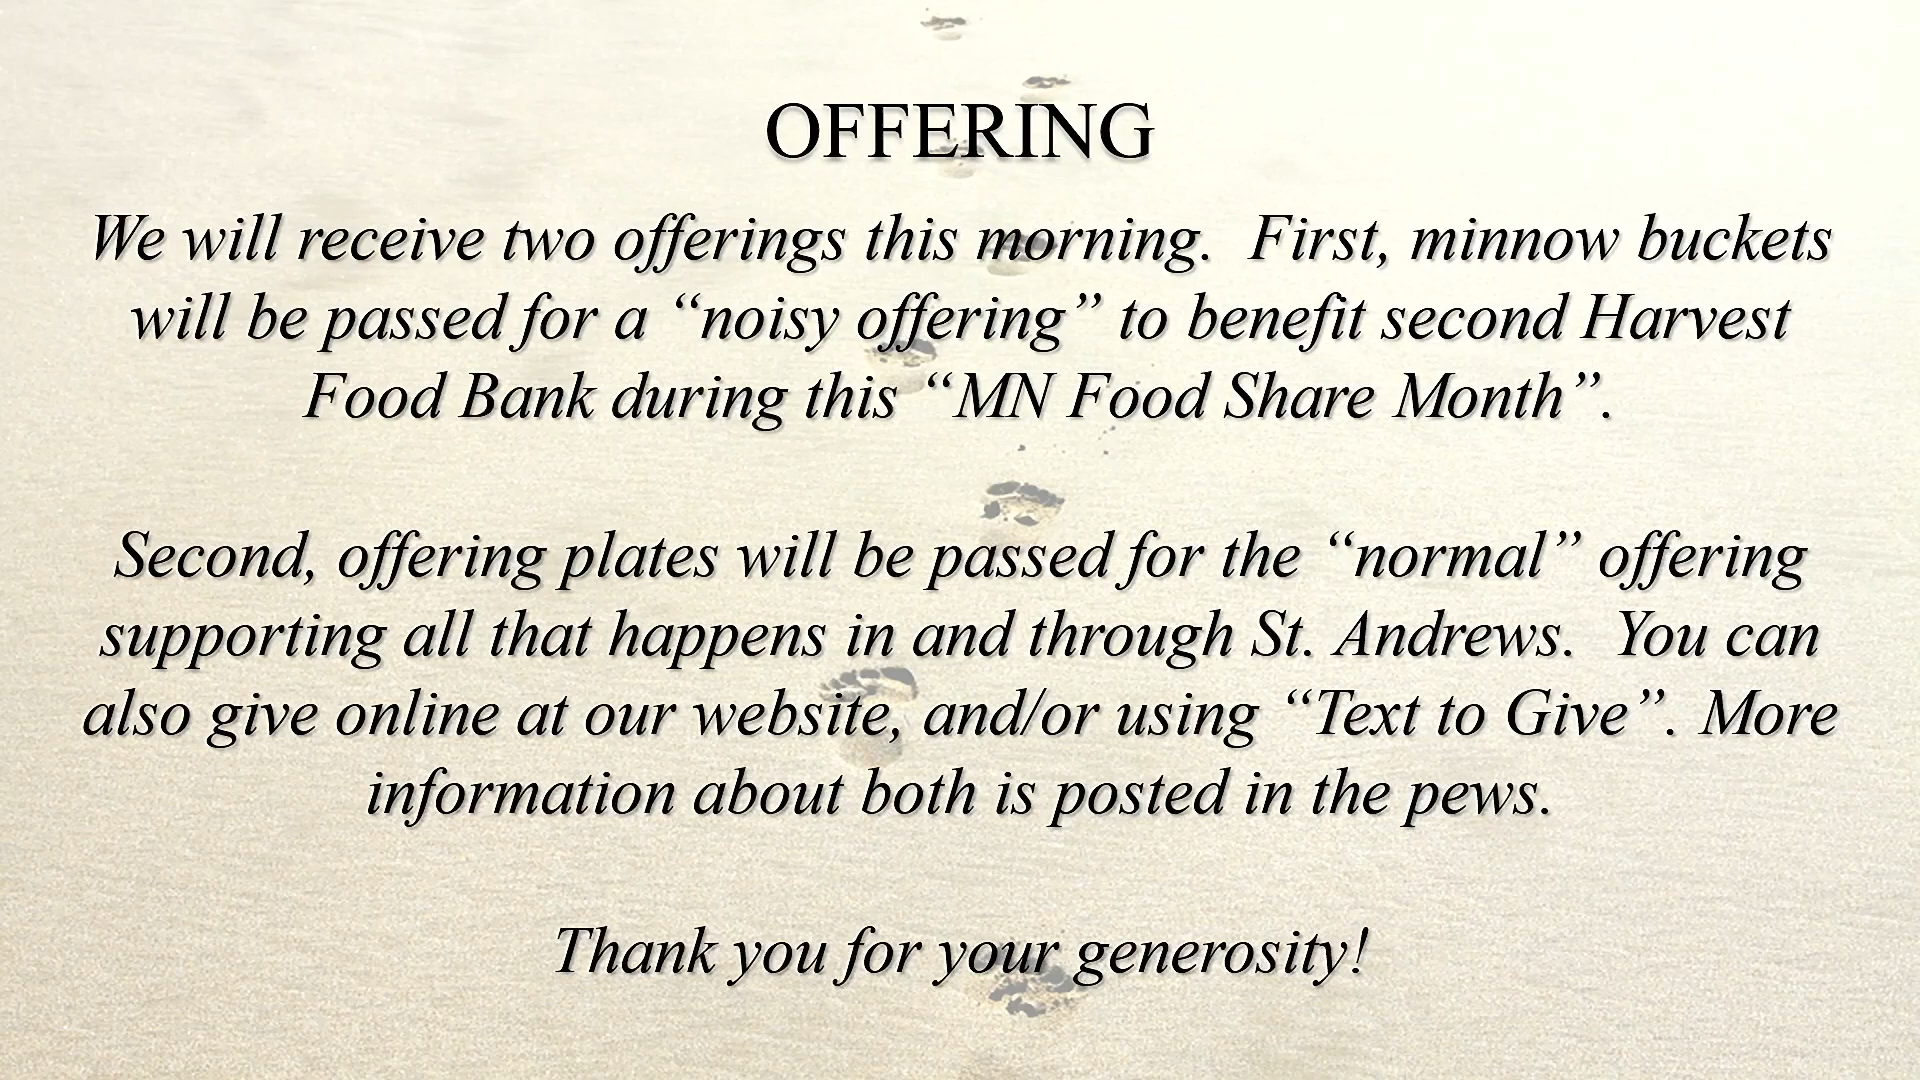 OFFERING
We will receive two offerings this morning.  First, minnow buckets
will be passed for a “noisy offering” to benefit second Harvest
Food Bank during this “MN Food Share Month”.
Second, offering plates will be passed for the “normal” offering
supporting all that happens in and through St. Andrews.  You can
also give online at our website, and/or using “Text to Give”. More
information about both is posted in the pews.
Thank you for your generosity!